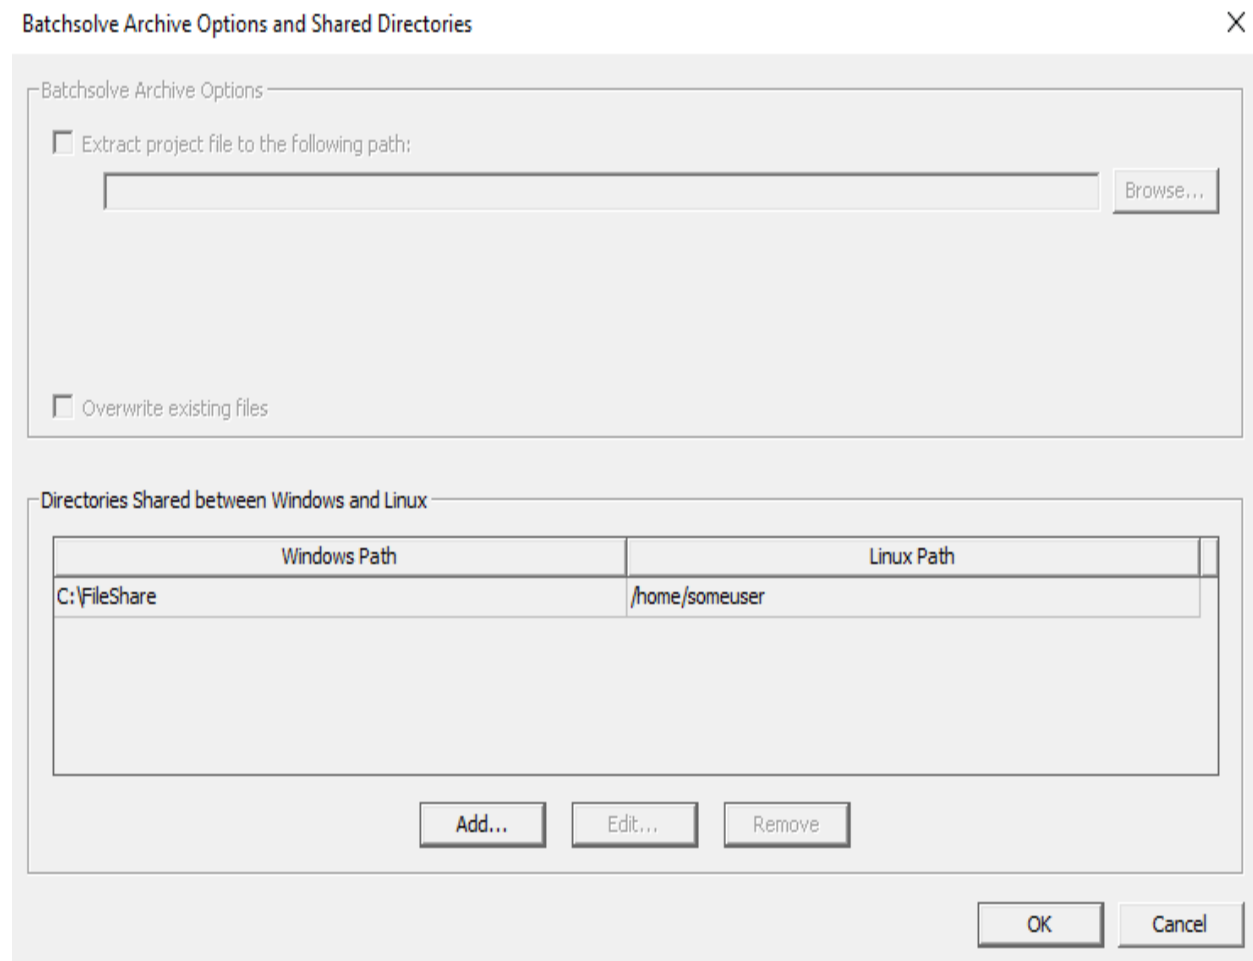 Batchsolve Archive Options and Shared Directories
Batchsolve Archive Options
Extract project file to the following path:
Browse...
Overwrite existing files
Directories Shared between Windows and Linux
Windows Path Linux Path
C:\FileShare /home/someuser
Add... Edit... Remove
OK Cancel